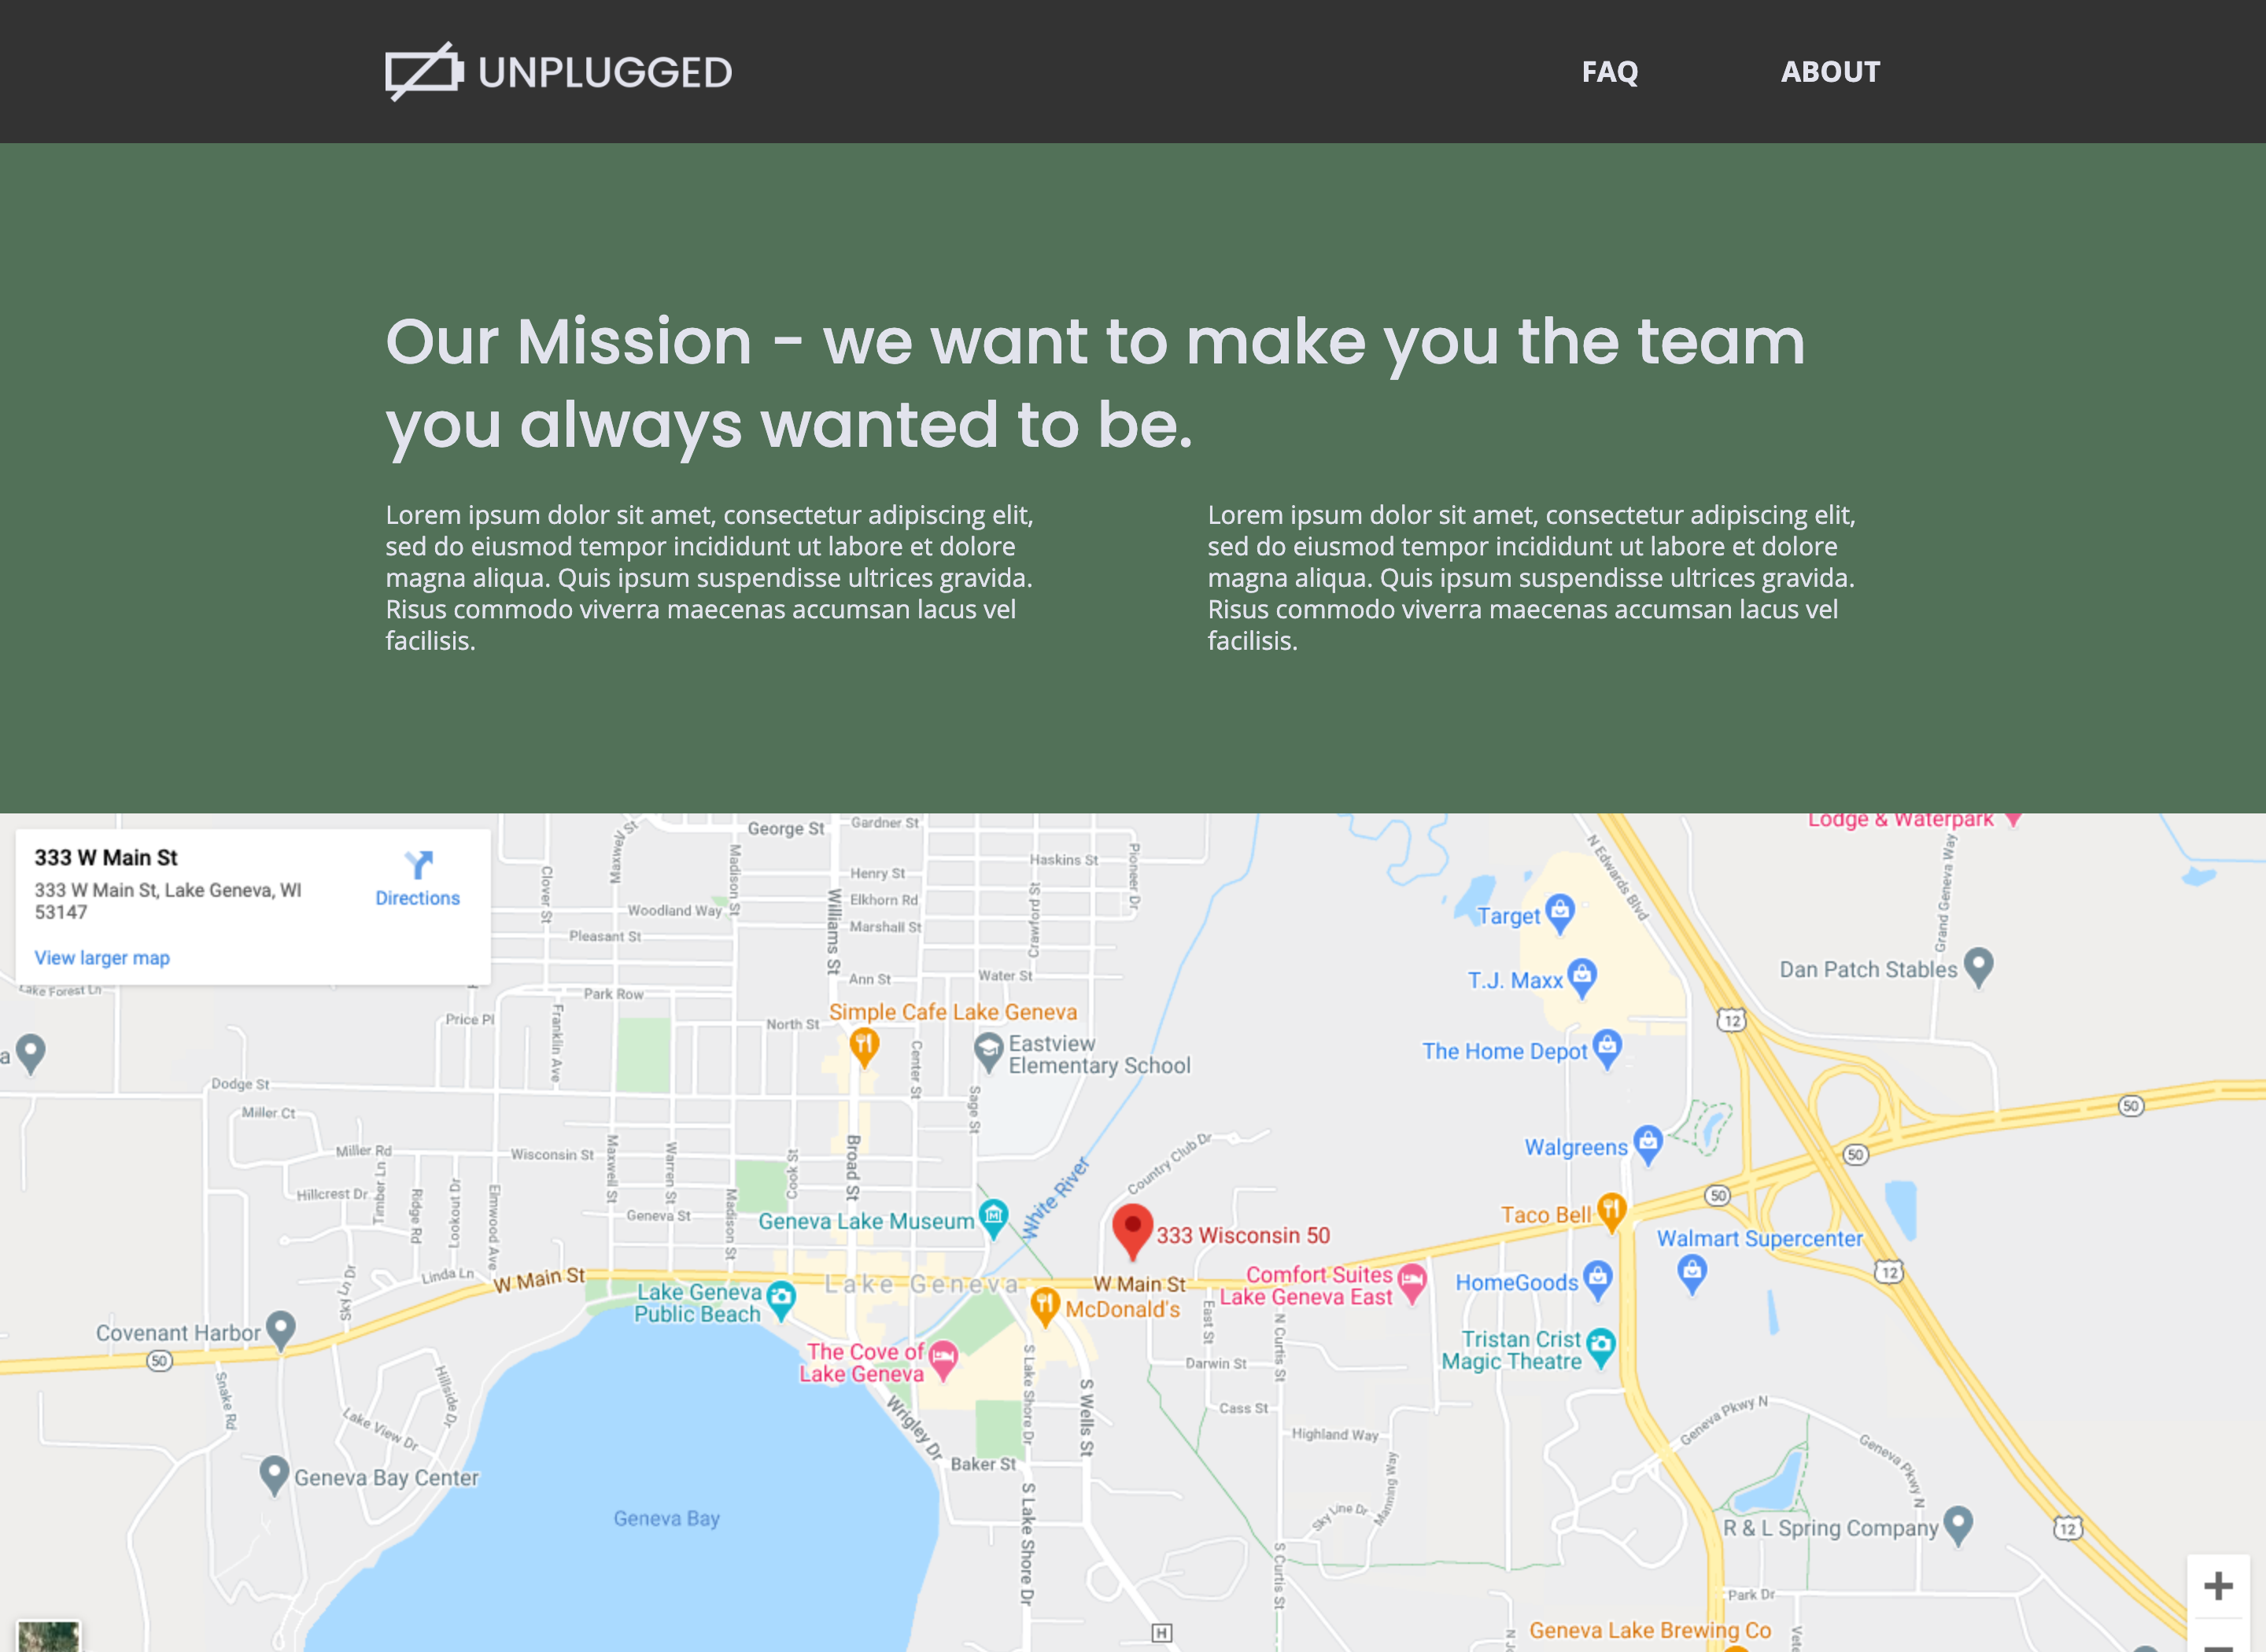 UNPLUGGED
FAQ
ABOUT
Our Mission - we want to make you the team
you always wanted to be.
Lorem ipsum dolor sit amet, consectetur adipiscing elit,
sed do eiusmod tempor incididunt ut labore et dolore
magna aliqua. Quis ipsum suspendisse ultrices gravida.
Risus commodo viverra maecenas accumsan lacus vel
facilisis.
Lorem ipsum dolor sit amet, consectetur adipiscing elit,
sed do eiusmod tempor incididunt ut labore et dolore
magna aliqua. Quis ipsum suspendisse ultrices gravida.
Risus commodo viverra maecenas accumsan lacus vel
facilisis.
333 W Main St
333 W Main St, Lake Geneva, WI
53147
Directions
View larger map
Lodge & Waterpark
George St
Gardner St
Maxwell St
Madison St
Haskins St
Pioneer Dr
N Edwards Blvd
Grand Geneva Way
Clover St
Henry St
Elkhorn Rd
Williams St
Crawford St
Woodland Way
Marshall St
Target
Pleasant St
Ann St
Water St
T.J. Maxx
Dan Patch Stables
Lake Forest Ln
Park Row
Simple Cafe Lake Geneva
Price Pl
Franklin Ave
North St
Center St
Eastview
Elementary School
12
The Home Depot
a
Dodge St
Sage St
Miller Ct
50
Miller Rd
Wisconsin St
Maxwell St
Warren St
Cook St
Broad St
Country Club Dr
White River
Walgreens
50
Hillcrest Dr
Timber Ln
Ridge Rd
Lookout Dr
Elmwood Ave
Geneva St
Madison St
Geneva Lake Museum
333 Wisconsin 50
50
Taco Bell
Walmart Supercenter
Sky Ln Dr
Linda Ln
W Main St
Lake Geneva
W Main St
Comfort Suites
Lake Geneva East
HomeGoods
12
Lake Geneva
Public Beach
McDonald's
Covenant Harbor
50
East St
N Curtis St
Tristan Crist
Magic Theatre
The Cove of
Lake Geneva
Darwin St
Snake Rd
Hillside Dr
Lake View Dr
Wrigley Dr
S Lake Shore Dr
S Wells St
Cass St
Highland Way
Geneva Pkwy N
Geneva Pkwy N
Geneva Bay Center
Baker St
Manning Way
Sky Line Dr
Geneva Bay
S Lake Shore Dr
R & L Spring Company
12
S Curtis St
Park Dr
H
Geneva Lake Brewing Co
+